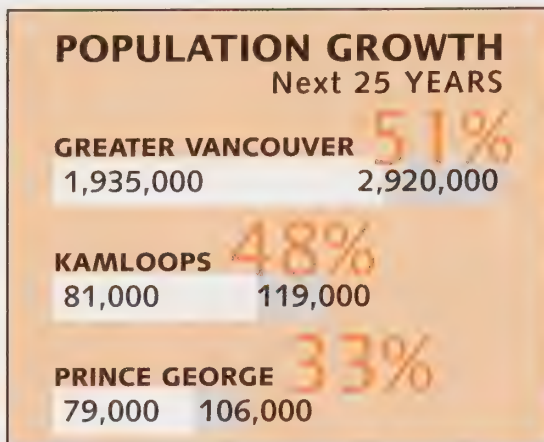 POPULATION GROWTH
Next 25 YEARS
GREATER VANCOUVER 51%
1,935,000 2,920,000
KAMLOOPS 48%
81,000 119,000
PRINCE GEORGE 33%
79,000 106,000